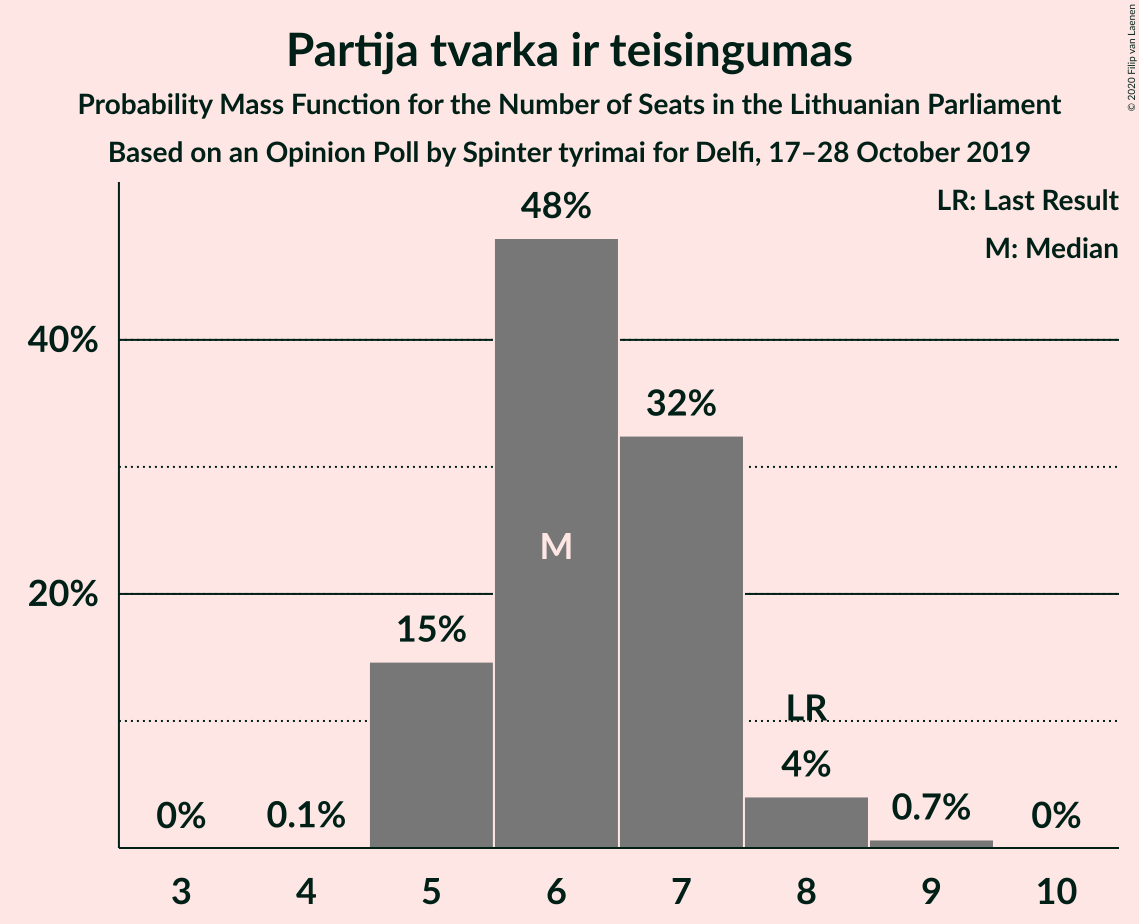 Partija tvarka ir teisingumas
Probability Mass Function for the Number of Seats in the Lithuanian Parliament
Based on an Opinion Poll by Spinter tyrimai for Delfi, 17–28 October 2019
© 2020 Filip van Laenen
LR: Last Result
M: Median
48%
40%
32%
M
20%
15%
LR
4%
0%
0.1%
0.7%
0%
3 4 5 6 7 8 9 10